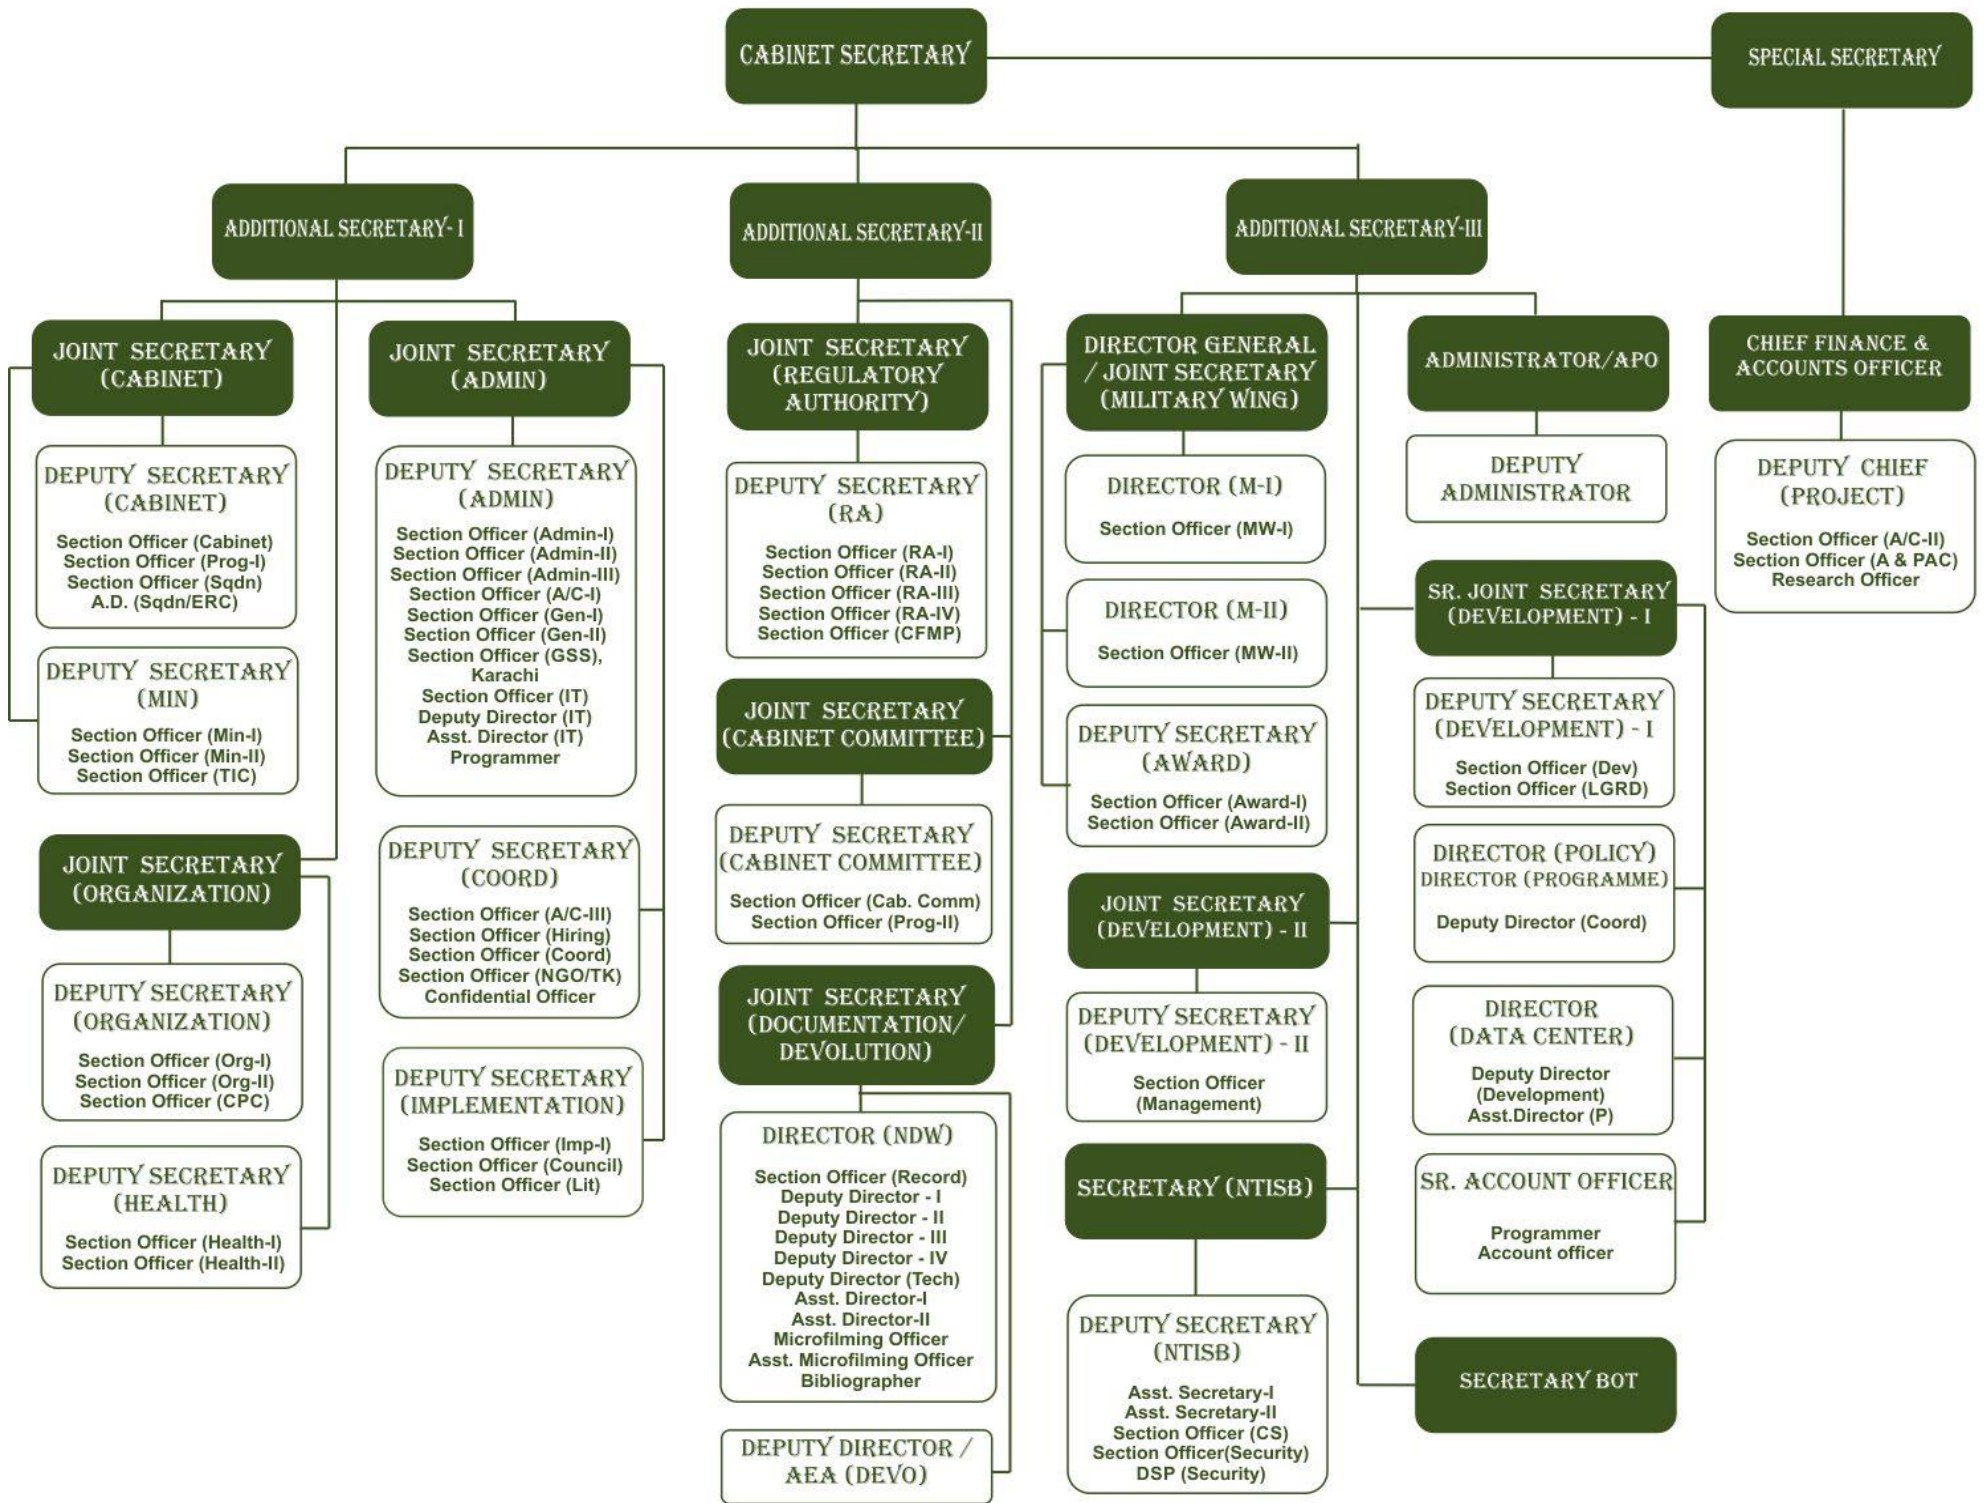 CABINET SECRETARY
SPECIAL SECRETARY
ADDITIONAL SECRETARY- I
ADDITIONAL SECRETARY-II
ADDITIONAL SECRETARY-III
JOINT SECRETARY
(CABINET)
DEPUTY SECRETARY
(CABINET)
Section Officer (Cabinet)
Section Officer (Prog-I)
Section Officer (Sqdn)
A.D. (Sqdn/ERC)
DEPUTY SECRETARY
(MIN)
Section Officer (Min-I)
Section Officer (Min-II)
Section Officer (TIC)
JOINT SECRETARY
(ORGANIZATION)
DEPUTY SECRETARY
(ORGANIZATION)
Section Officer (Org-I)
Section Officer (Org-II)
Section Officer (CPC)
DEPUTY SECRETARY
(HEALTH)
Section Officer (Health-I)
Section Officer (Health-II)
JOINT SECRETARY
(ADMIN)
DEPUTY SECRETARY
(ADMIN)
Section Officer (Admin-I)
Section Officer (Admin-II)
Section Officer (Admin-III)
Section Officer (A/C-I)
Section Officer (Gen-I)
Section Officer (Gen-II)
Section Officer (GSS),
Karachi
Section Officer (IT)
Deputy Director (IT)
Asst. Director (IT)
Programmer
DEPUTY SECRETARY
(COORD)
Section Officer (A/C-III)
Section Officer (Hiring)
Section Officer (Coord)
Section Officer (NGO/TK)
Confidential Officer
DEPUTY SECRETARY
(IMPLEMENTATION)
Section Officer (Imp-I)
Section Officer (Council)
Section Officer (Lit)
JOINT SECRETARY
(REGULATORY
AUTHORITY)
DEPUTY SECRETARY
(RA)
Section Officer (RA-I)
Section Officer (RA-II)
Section Officer (RA-III)
Section Officer (RA-IV)
Section Officer (CFMP)
JOINT SECRETARY
(CABINET COMMITTEE)
DEPUTY SECRETARY
(CABINET COMMITTEE)
Section Officer (Cab. Comm)
Section Officer (Prog-II)
JOINT SECRETARY
(DOCUMENTATION/
DEVOLUTION)
DIRECTOR (NDW)
Section Officer (Record)
Deputy Director - I
Deputy Director - II
Deputy Director - III
Deputy Director - IV
Deputy Director (Tech)
Asst. Director-I
Asst. Director-II
Microfilming Officer
Asst. Microfilming Officer
Bibliographer
DEPUTY DIRECTOR /
AEA (DEVO)
DIRECTOR GENERAL
/ JOINT SECRETARY
(MILITARY WING)
DIRECTOR (M-I)
Section Officer (MW-I)
DIRECTOR (M-II)
Section Officer (MW-II)
DEPUTY SECRETARY
(AWARD)
Section Officer (Award-I)
Section Officer (Award-II)
JOINT SECRETARY
(DEVELOPMENT) - II
DEPUTY SECRETARY
(DEVELOPMENT) - II
Section Officer
(Management)
SECRETARY (NTISB)
DEPUTY SECRETARY
(NTISB)
Asst. Secretary-I
Asst. Secretary-II
Section Officer (CS)
Section Officer(Security)
DSP (Security)
ADMINISTRATOR/APO
DEPUTY
ADMINISTRATOR
SR. JOINT SECRETARY
(DEVELOPMENT) - I
DEPUTY SECRETARY
(DEVELOPMENT) - I
Section Officer (Dev)
Section Officer (LGRD)
DIRECTOR (POLICY)
DIRECTOR (PROGRAMME)
Deputy Director (Coord)
DIRECTOR
(DATA CENTER)
Deputy Director
(Development)
Asst.Director (P)
SR. ACCOUNT OFFICER
Programmer
Account officer
SECRETARY BOT
CHIEF FINANCE &
ACCOUNTS OFFICER
DEPUTY CHIEF
(PROJECT)
Section Officer (A/C-II)
Section Officer (A & PAC)
Research Officer